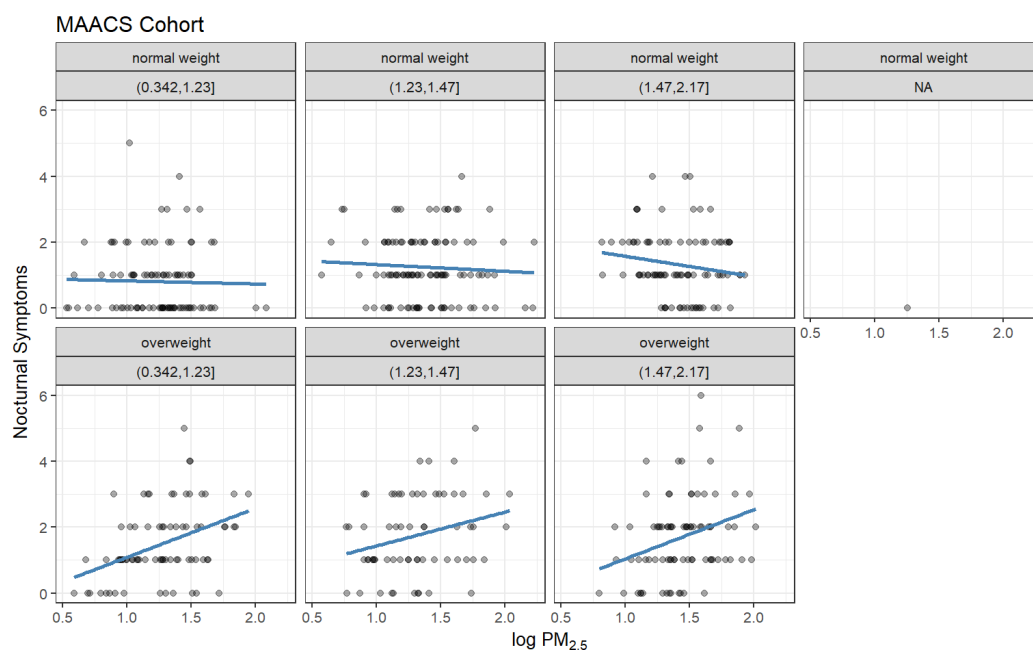 MAACS Cohort
normal weight normal weight normal weight normal weight
(0.342,1.23] (1.23,1.47] (1.47,2.17] NA
6
4
2
0
0.5 1.0 1.5 2.0
overweight overweight overweight
(0.342,1.23] (1.23,1.47] (1.47,2.17]
6
4
2
0
0.5 1.0 1.5 2.0 0.5 1.0 1.5 2.0 0.5 1.0 1.5 2.0
Nocturnal Symptoms
log PM2.5